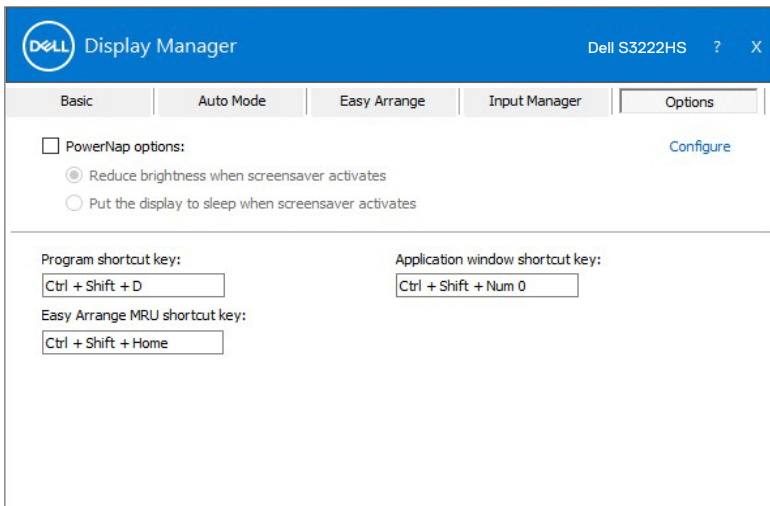 DELL Display Manager Dell S3222HS ? X
Basic Auto Mode Easy Arrange Input Manager Options
PowerNap options: Configure
Reduce brightness when screensaver activates
Put the display to sleep when screensaver activates
Program shortcut key: Application window shortcut key:
Ctrl + Shift + D Ctrl + Shift + Num 0
Easy Arrange MRU shortcut key:
Ctrl + Shift + Home